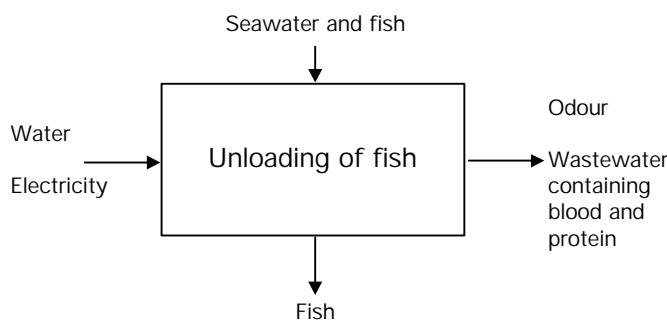 Seawater and fish
Water
Electricity
Unloading of fish
Odour
Wastewater
containing
blood and
protein
Fish